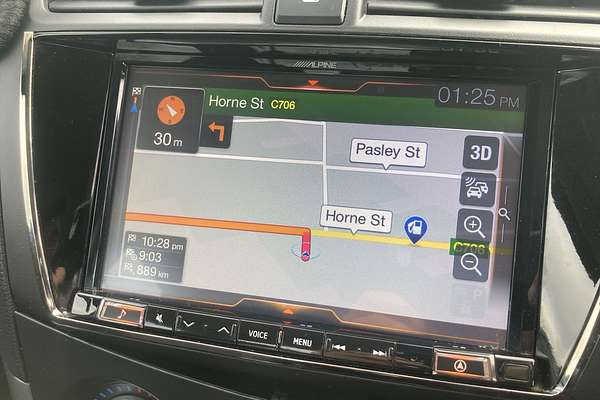 ALPINE
Horne St C706
01:25 PM
30 m
Pasley St
3D
Horne St
C706
10:28 pm
9:03
889 km
VOICE
MENU